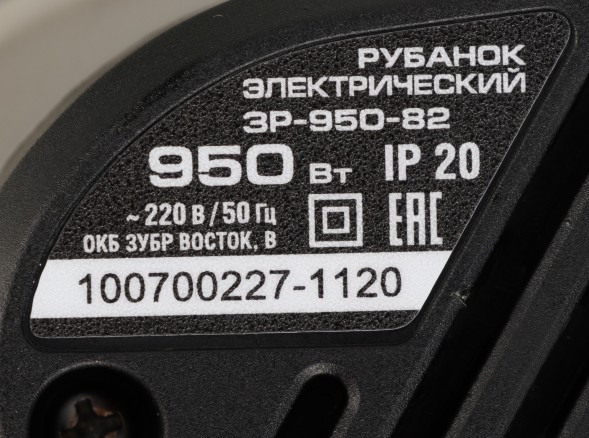 РУБАНОК
ЭЛЕКТРИЧЕСКИЙ
ЗР-950-82
950 Вт IP 20
~ 220 В / 50 Гц
ОКБ ЗУБР ВОСТОК, В
EAC
100700227-1120